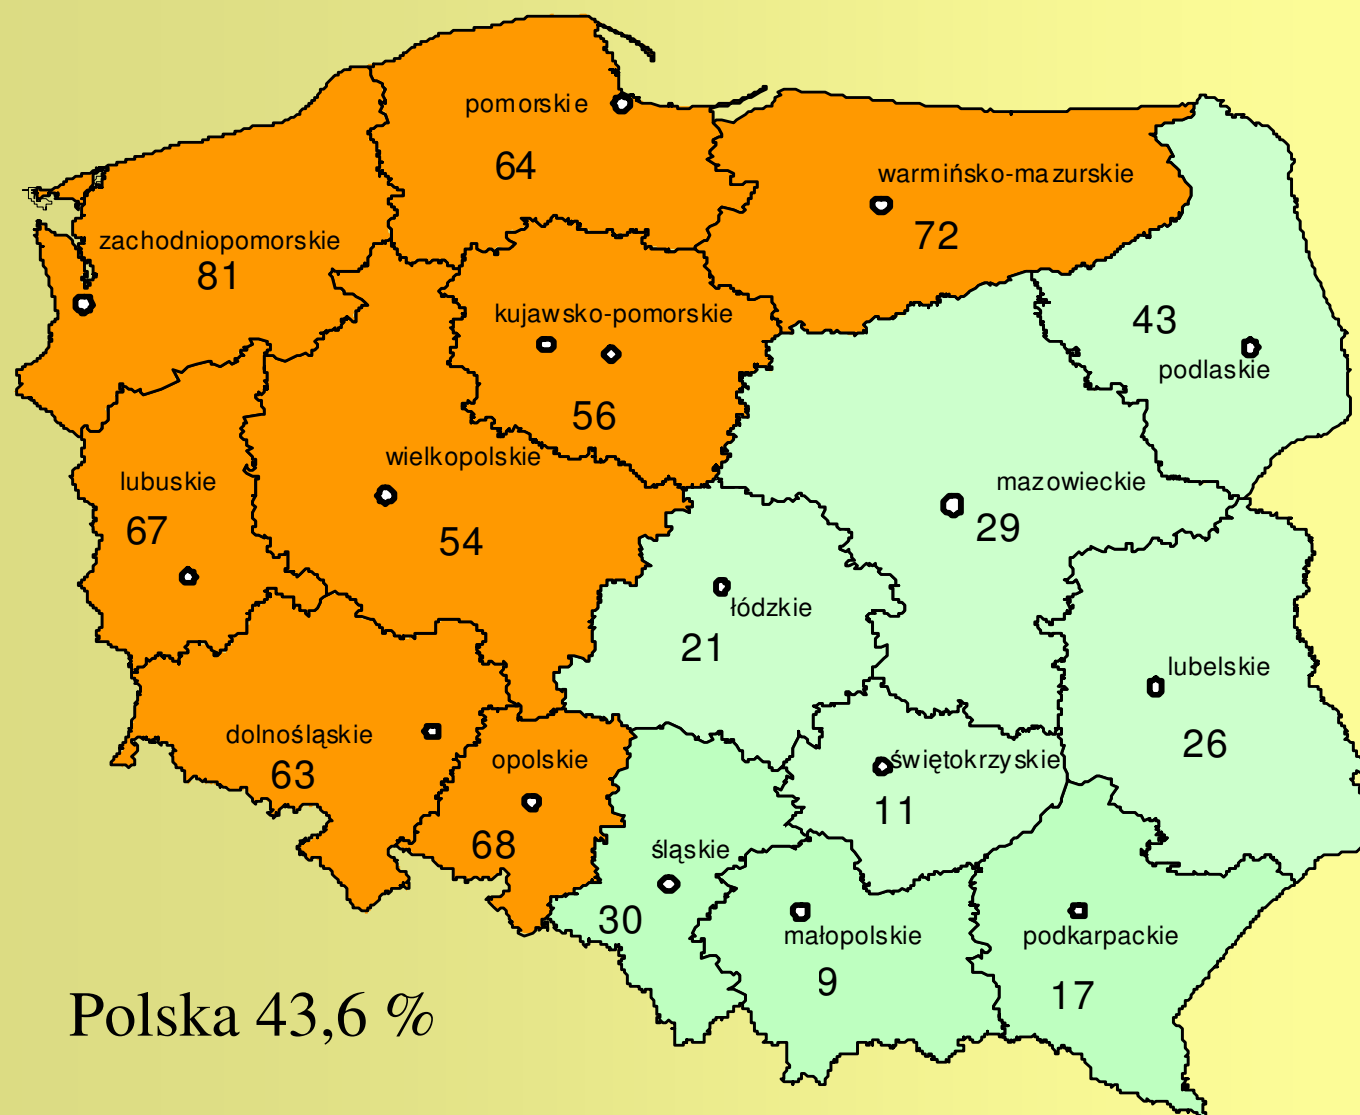 pomorskie
64
warmińsko-mazurskie
72
zachodniopomorskie
81
kujawsko-pomorskie
56
43
podlaskie
wielkopolskie
54
lubuskie
67
mazowieckie
29
łódzkie
21
lubelskie
26
dolnośląskie
63
opolskie
68
świętokrzyskie
11
śląskie
30
małopolskie
9
podkarpackie
17
Polska 43,6 %